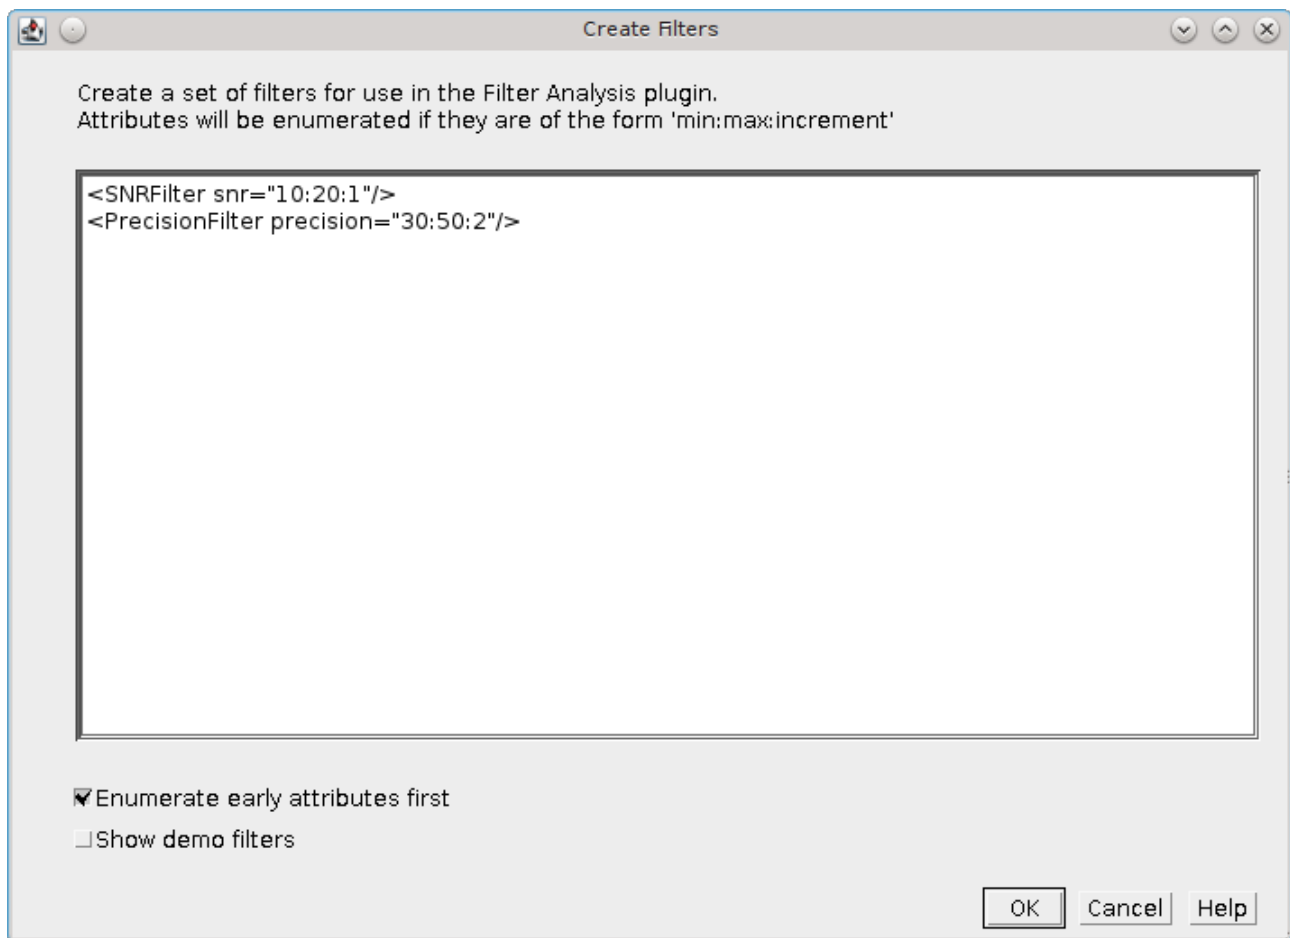 Create Filters
Create a set of filters for use in the Filter Analysis plugin.
Attributes will be enumerated if they are of the form 'min:max:increment'
<SNRFilter snr="10:20:1"/>
<PrecisionFilter precision="30:50:2"/>
Enumerate early attributes first
Show demo filters
OK Cancel Help